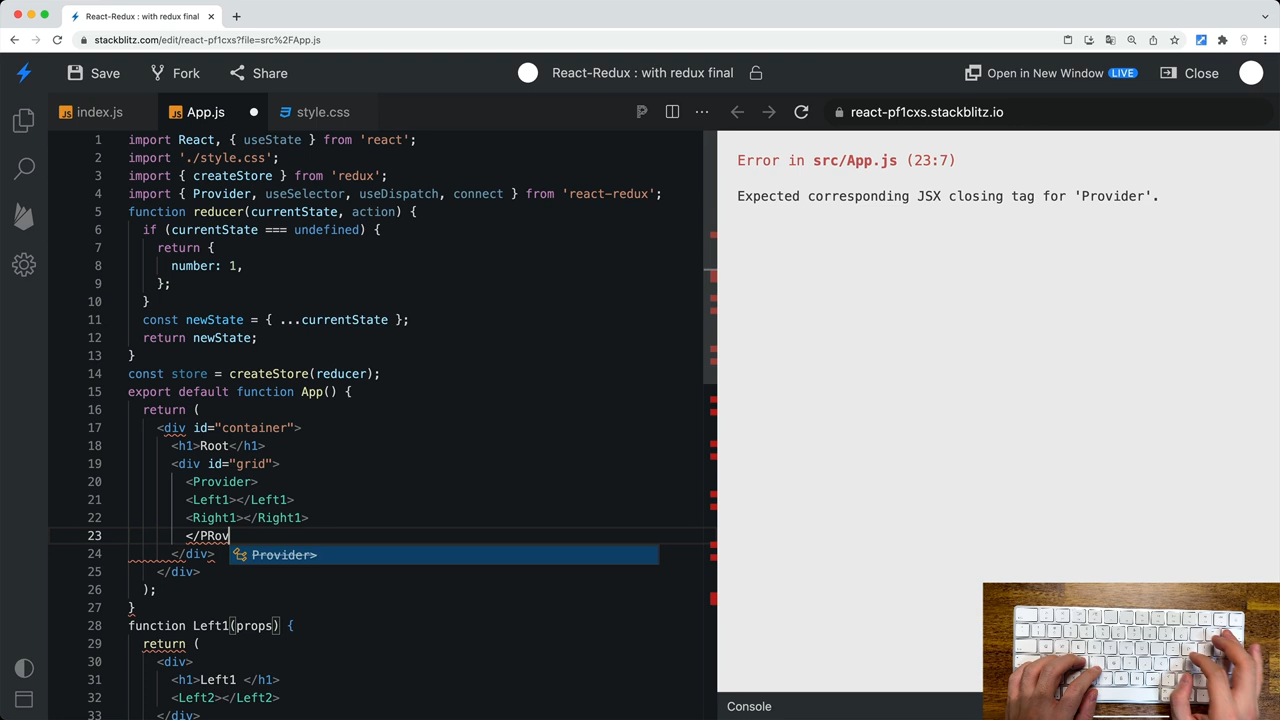 React-Redux : with redux final
stackblitz.com/edit/react-pf1cxs?file=src%2FApp.js
Save
Fork
Share
React-Redux : with redux final
Open in New Window LIVE
Close
JS index.js
JS App.js
style.css
react-pf1cxs.stackblitz.io
1 import React, { useState } from 'react';
2 import './style.css';
3 import { createStore } from 'redux';
4 import { Provider, useSelector, useDispatch, connect } from 'react-redux';
5 function reducer(currentState, action) {
6 if (currentState === undefined) {
7 return {
8 number: 1,
9 };
10 }
11 const newState = { ...currentState };
12 return newState;
13 }
14 const store = createStore(reducer);
15 export default function App() {
16 return (
17 <div id="container">
18 <h1>Root</h1>
19 <div id="grid">
20 <Provider>
21 <Left1></Left1>
22 <Right1></Right1>
23 </PRov
Provider>
24 </div>
25 </div>
26 );
27 }
28 function Left1(props) {
29 return (
30 <div>
31 <h1>Left1 </h1>
32 <Left2></Left2>
33 </div>
Error in src/App.js (23:7)
Expected corresponding JSX closing tag for 'Provider'.
Console